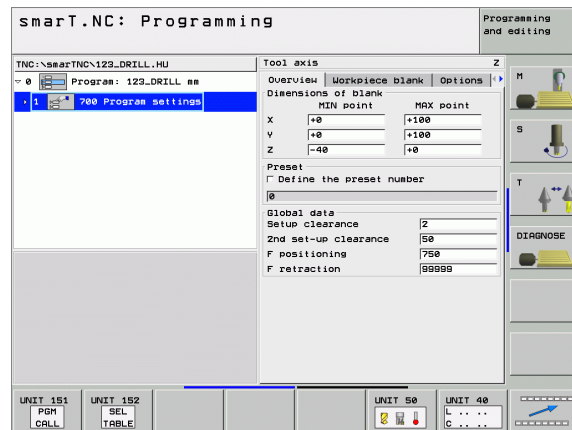 smarT.NC: Programming
Programming
and editing
TNC:\smarTNC\123_DRILL.HU
0 Program: 123_DRILL mm
1 700 Program settings
Tool axis Z
Overview Workpiece blank Options
Dimensions of blank
MIN point MAX point
X +0 +100
Y +0 +100
Z -40 +0
Preset
Define the preset number
0
Global data
Setup clearance 2
2nd set-up clearance 50
F positioning 750
F retraction 99999
M
S
T
DIAGNOSE
UNIT 151
PGM
CALL
UNIT 152
SEL
TABLE
UNIT 50
UNIT 40
L .. ..
C .. ..